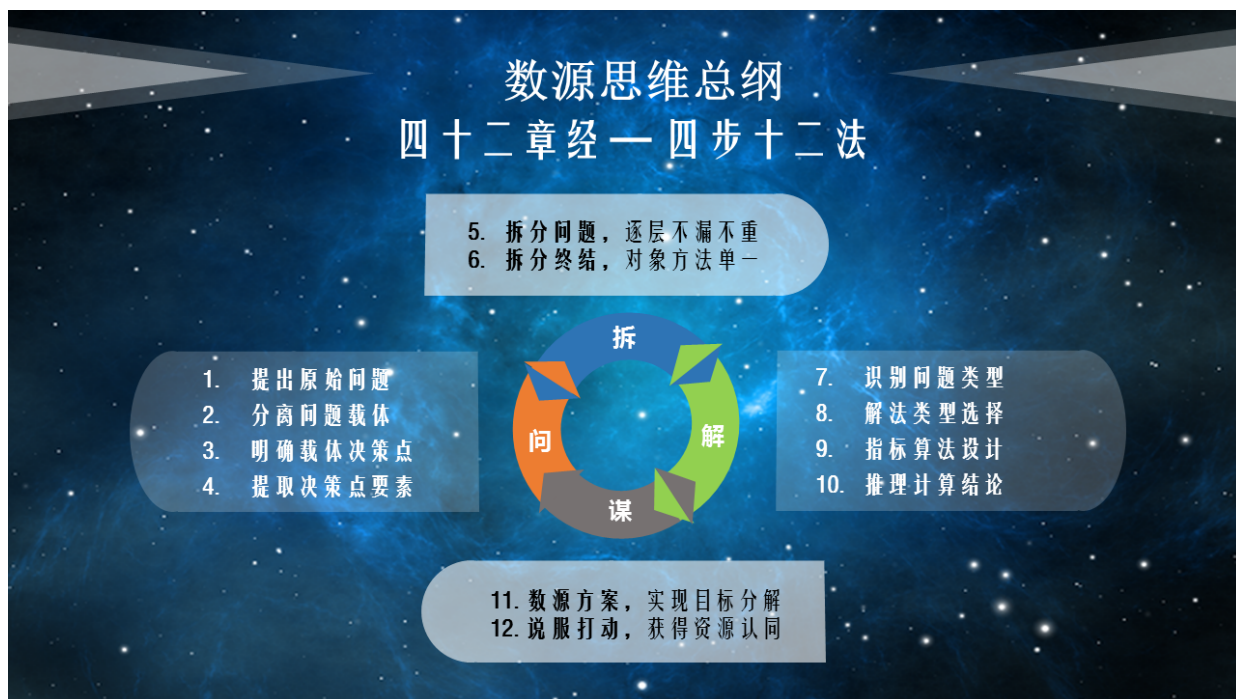 数源思维总纲
四十二章经—四步十二法
5. 拆分问题，逐层不漏不重
6. 拆分终结，对象方法单一
拆
1. 提出原始问题
2. 分离问题载体
3. 明确载体决策点
4. 提取决策点要素
问
解
7. 识别问题类型
8. 解法类型选择
9. 指标算法设计
10. 推理计算结论
谋
11. 数源方案，实现目标分解
12. 说服打动，获得资源认同